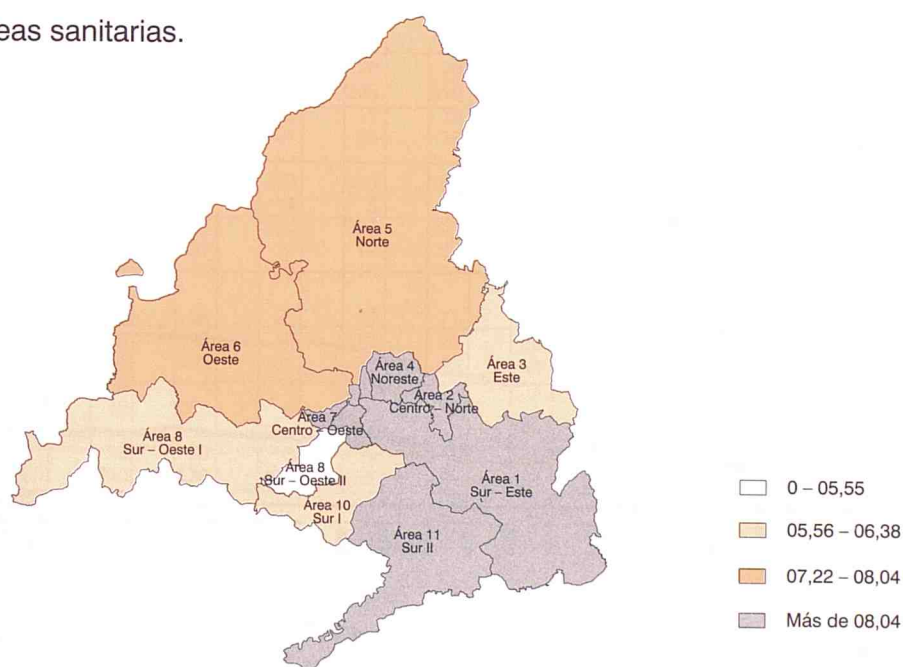 eas sanitarias.
Área 5
Norte
Área 6
Oeste
Área 4
Noreste
Área 3
Este
Área 2
Centro – Norte
Área 7
Centro – Oeste
Área 8
Sur – Oeste I
Área 8
Sur – Oeste II
Área 1
Sur – Este
Área 10
Sur I
Área 11
Sur II
0 – 05,55
05,56 – 06,38
07,22 – 08,04
Más de 08,04